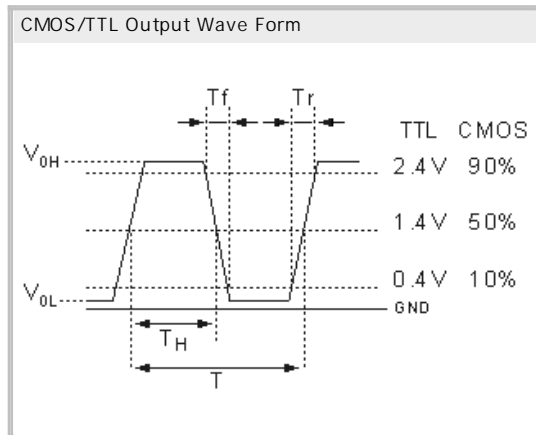 CMOS/TTL Output Wave Form
Tf
Tr
TTL CMOS
V0H
2.4V 90%
1.4V 50%
0.4V 10%
V0L
GND
TH
T